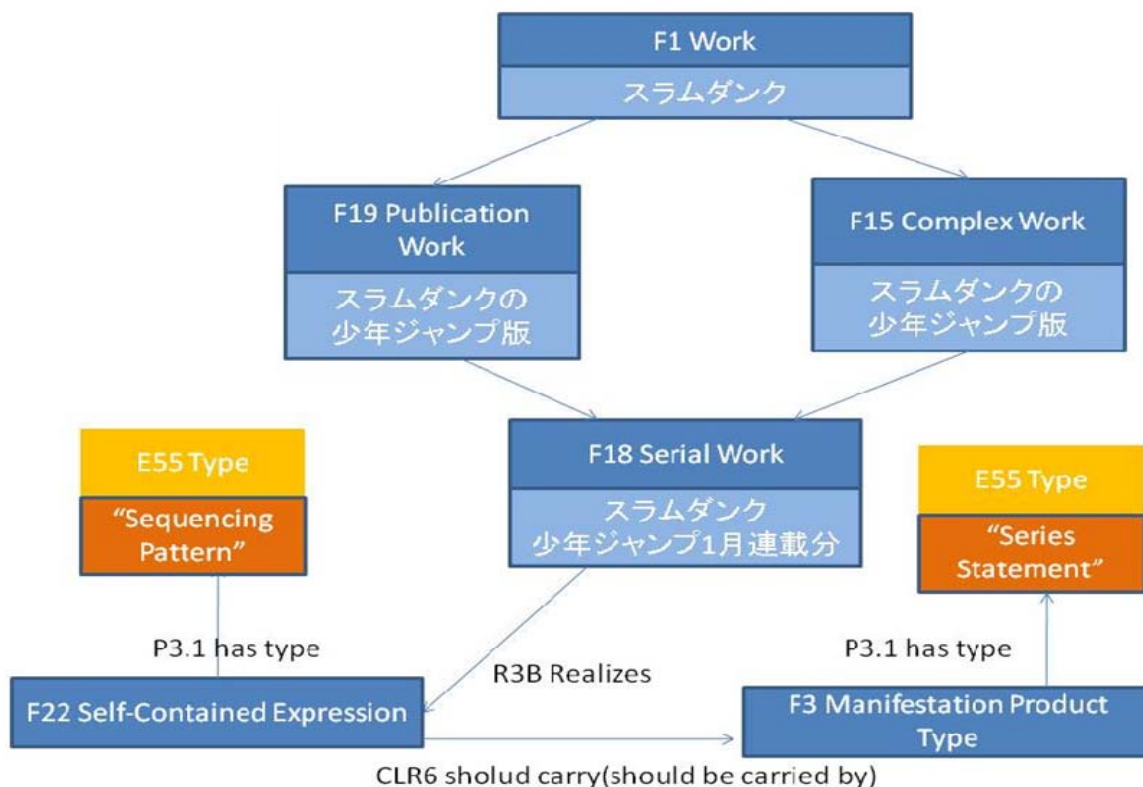 F1 Work
スラムダンク
F19 Publication
Work
スラムダンクの
少年ジャンプ版
F15 Complex Work
スラムダンクの
少年ジャンプ版
F18 Serial Work
スラムダンク
少年ジャンプ1月連載分
E55 Type
“Sequencing
Pattern”
E55 Type
“Series
Statement”
P3.1 has type
R3B Realizes
P3.1 has type
F22 Self-Contained Expression
F3 Manifestation Product
Type
CLR6 sholud carry(should be carried by)